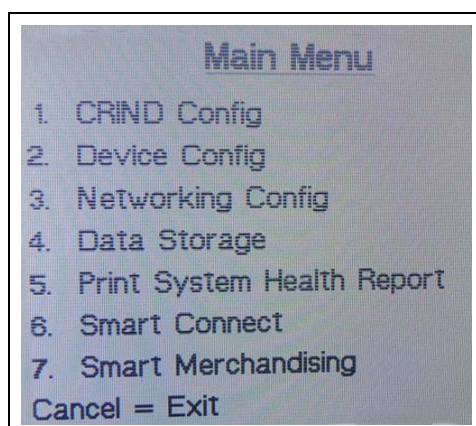 Main Menu
1. CRIND Config
2. Device Config
3. Networking Config
4. Data Storage
5. Print System Health Report
6. Smart Connect
7. Smart Merchandising
Cancel = Exit